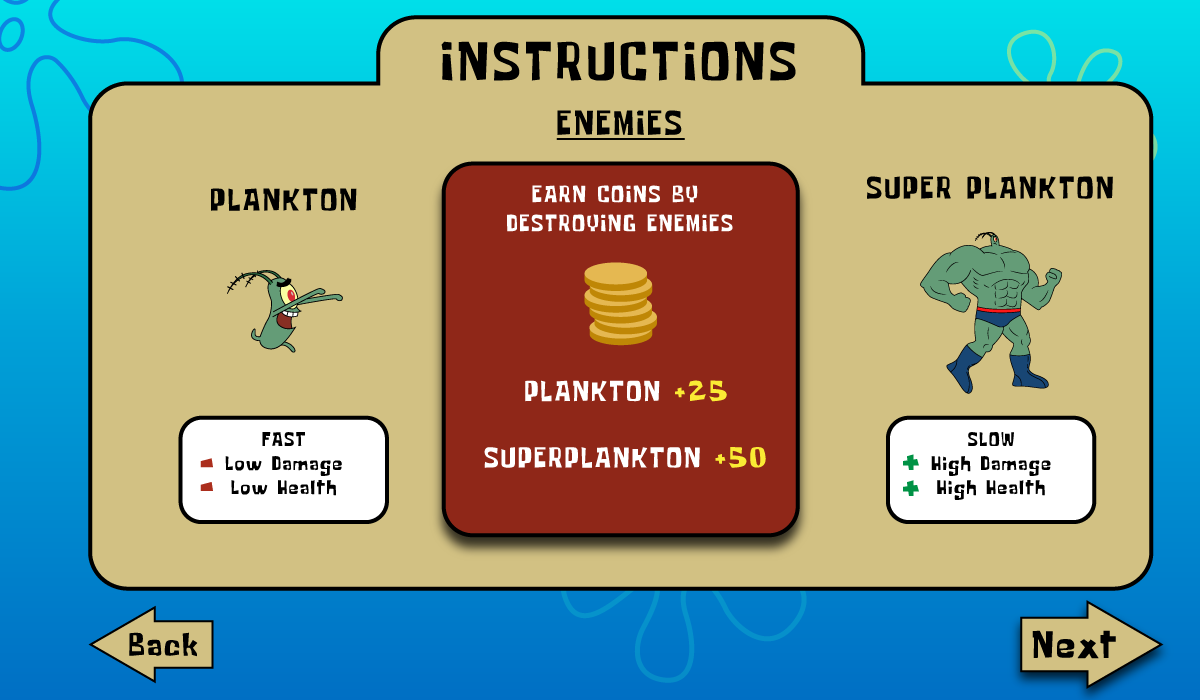 INSTRUCTIONS
ENEMIES
PLANKTON
EARN COINS BY
DESTROYING ENEMIES
PLANKTON +25
SUPERPLANKTON +50
SUPER PLANKTON
FAST
- Low Damage
- Low Health
SLOW
+ High Damage
+ High Health
Back
Next